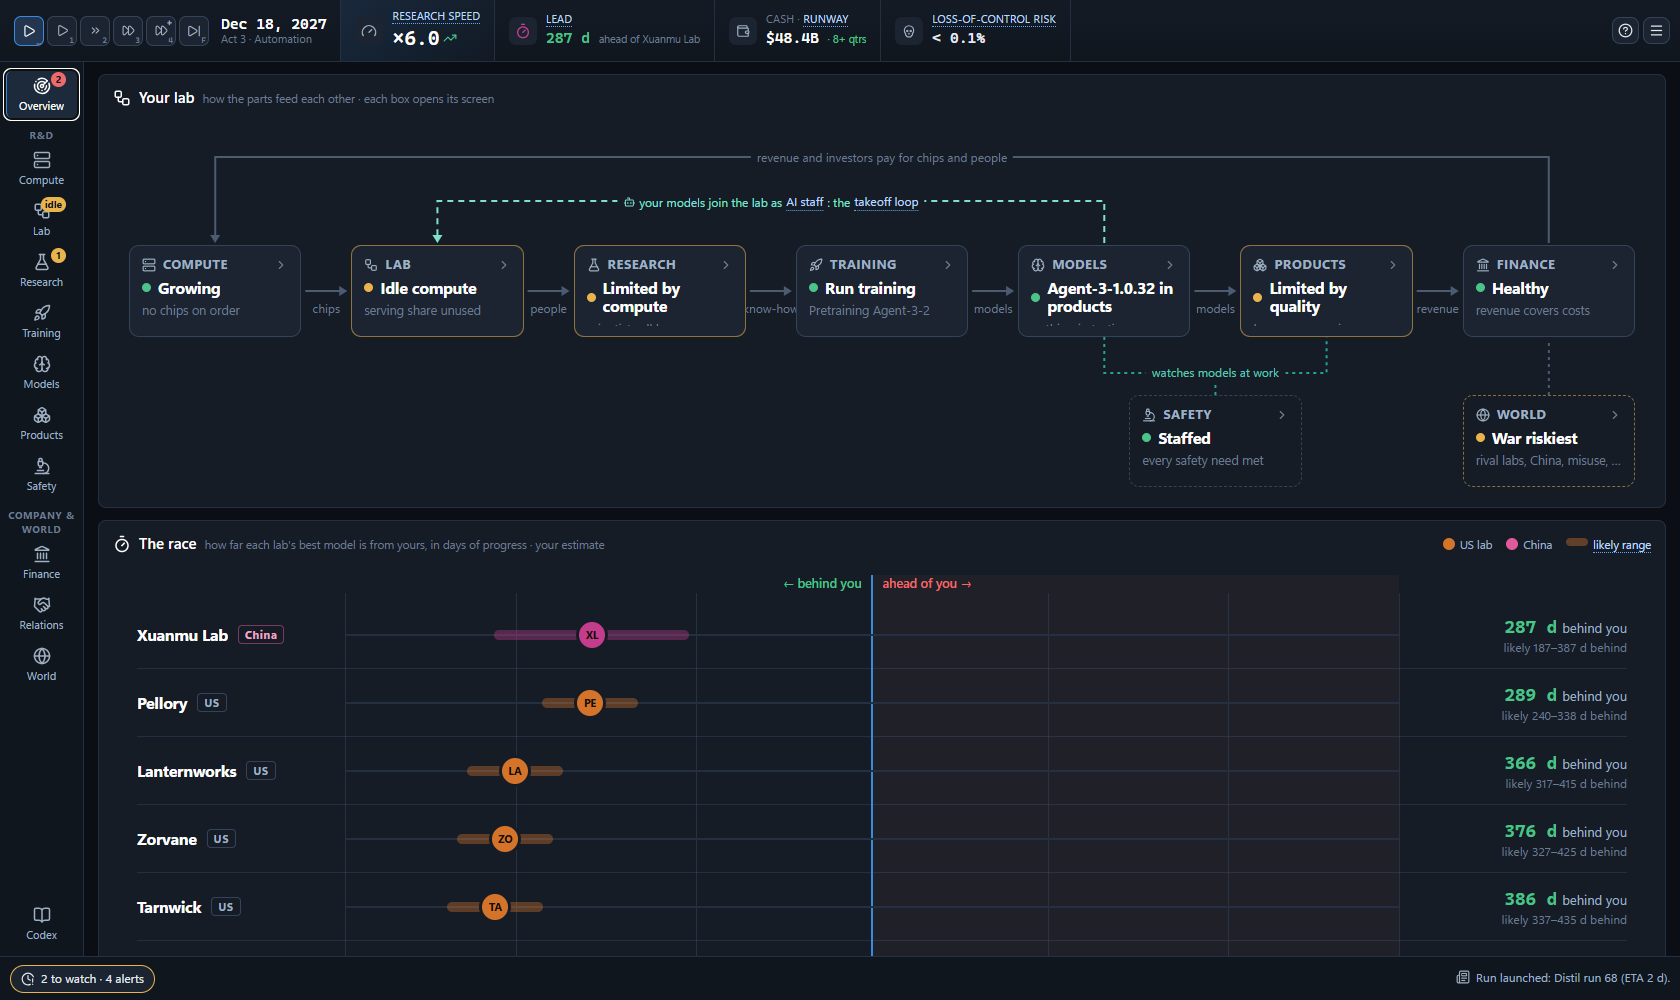 1
2
3
4
F
Dec 18, 2027
Act 3 · Automation
RESEARCH SPEED
×6.0
LEAD
287 d ahead of Xuanmu Lab
CASH · RUNWAY
$48.4B · 8+ qtrs
LOSS-OF-CONTROL RISK
< 0.1%
2
Overview
R&D
Compute
idle
Lab
1
Research
Training
Models
Products
Safety
COMPANY & WORLD
Finance
Relations
World
Codex
Your lab how the parts feed each other · each box opens its screen
revenue and investors pay for chips and people
your models join the lab as AI staff : the takeoff loop
COMPUTE
Growing
no chips on order
chips
LAB
Idle compute
serving share unused
people
RESEARCH
Limited by compute
know-how
TRAINING
Run training
Pretraining Agent-3-2
models
MODELS
Agent-3-1.0.32 in products
models
PRODUCTS
Limited by quality
revenue
FINANCE
Healthy
revenue covers costs
watches models at work
SAFETY
Staffed
every safety need met
WORLD
War riskiest
rival labs, China, misuse, ...
The race how far each lab's best model is from yours, in days of progress · your estimate
US lab China likely range
← behind you ahead of you →
Xuanmu Lab China
XL
287 d behind you
likely 187–387 d behind
Pellory US
PE
289 d behind you
likely 240–338 d behind
Lanternworks US
LA
366 d behind you
likely 317–415 d behind
Zorvane US
ZO
376 d behind you
likely 327–425 d behind
Tarnwick US
TA
386 d behind you
likely 337–435 d behind
2 to watch · 4 alerts
Run launched: Distil run 68 (ETA 2 d).